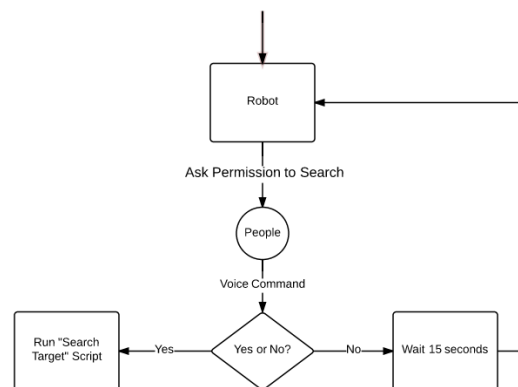 Robot
Ask Permission to Search
People
Voice Command
Run "Search
Target" Script
Yes
Yes or No?
No
Wait 15 seconds